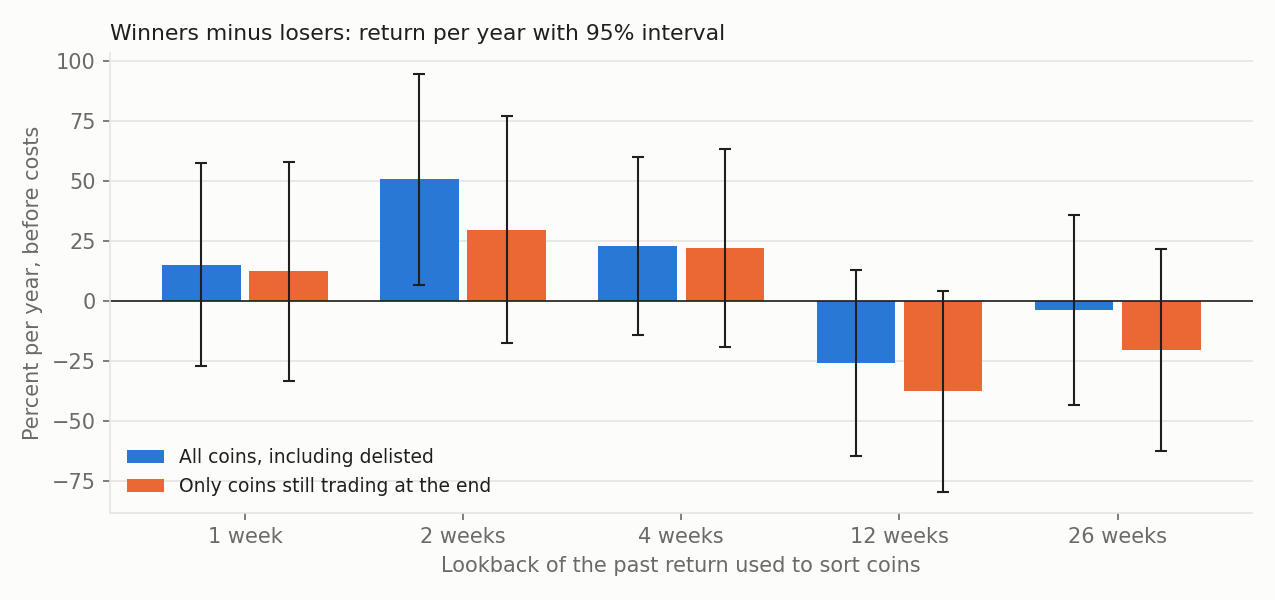 Winners minus losers: return per year with 95% interval
Percent per year, before costs
100
75
50
25
0
−25
−50
−75
All coins, including delisted
Only coins still trading at the end
1 week
2 weeks
4 weeks
12 weeks
26 weeks
Lookback of the past return used to sort coins